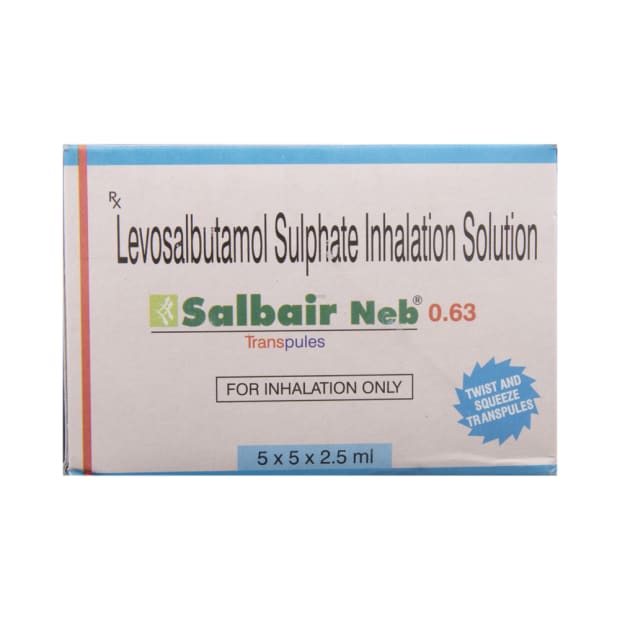 Rx
Levosalbutamol Sulphate Inhalation Solution
Salbair Neb® 0.63
Transpules
FOR INHALATION ONLY
TWIST AND
SQUEEZE
TRANSPULES
5 x 5 x 2.5 ml